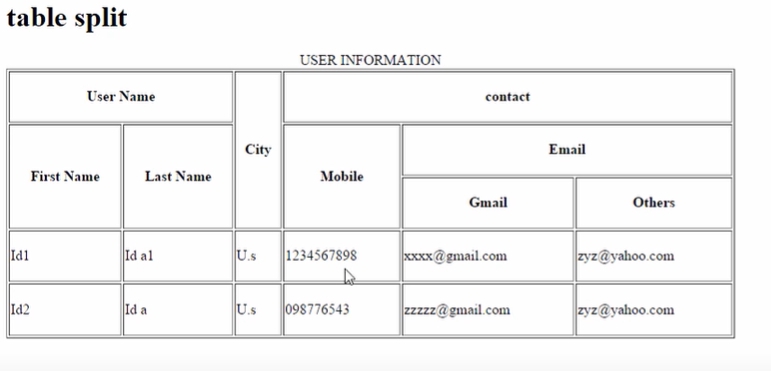 table split
USER INFORMATION
User Name City contact
First Name Last Name Mobile Email
Gmail Others
Id1 Id a1 U.s 1234567898 xxxx@gmail.com zyz@yahoo.com
Id2 Id a U.s 098776543 zzzzz@gmail.com zyz@yahoo.com